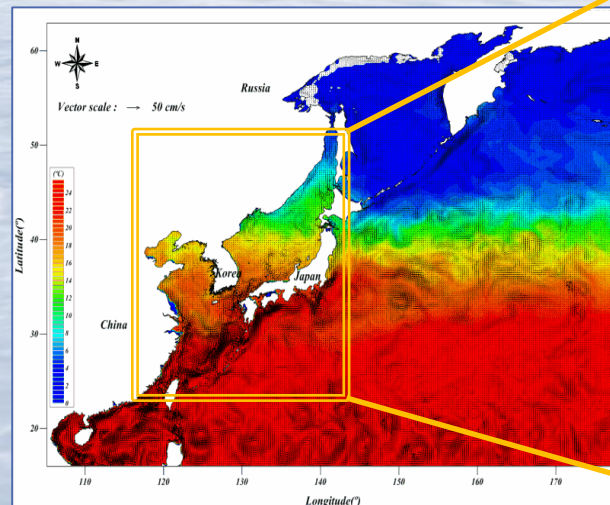 60
N
W E
S
Russia
Vector scale : → 50 cm/s
50
(°C)
24
22
20
18
16
14
12
10
8
6
4
2
0
Latitude(°)
40
Korea
Japan
China
30
20
110 120 130 140 150 160 170
Longitude(°)